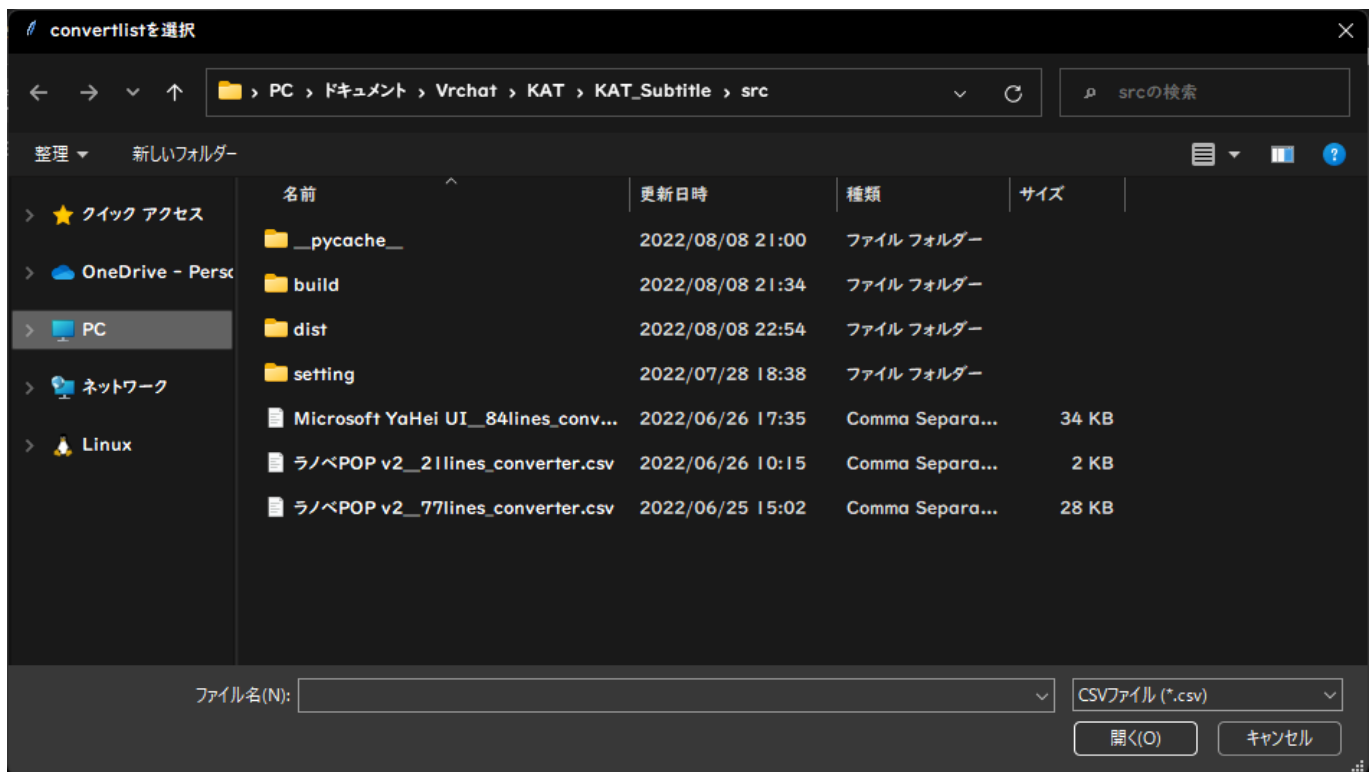 convertlistを選択
PC › ドキュメント › Vrchat › KAT › KAT_Subtitle › src
srcの検索
整理 新しいフォルダー
名前 更新日時 種類 サイズ
クイック アクセス
OneDrive - Perso
PC
ネットワーク
Linux
__pycache__ 2022/08/08 21:00 ファイル フォルダー
build 2022/08/08 21:34 ファイル フォルダー
dist 2022/08/08 22:54 ファイル フォルダー
setting 2022/07/28 18:38 ファイル フォルダー
Microsoft YaHei UI__84lines_conv... 2022/06/26 17:35 Comma Separa... 34 KB
ラノベPOP v2__21lines_converter.csv 2022/06/26 10:15 Comma Separa... 2 KB
ラノベPOP v2__77lines_converter.csv 2022/06/25 15:02 Comma Separa... 28 KB
ファイル名(N): CSVファイル (*.csv)
開く(O) キャンセル